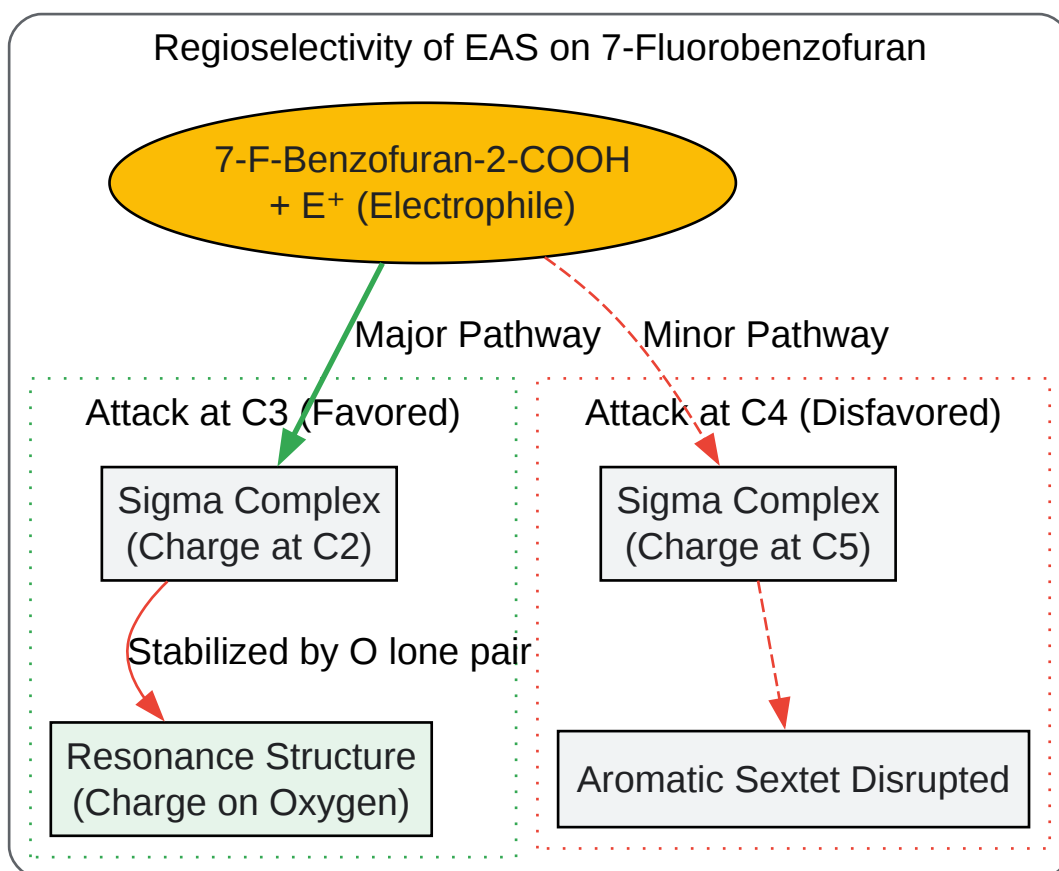 Regioselectivity of EAS on 7-Fluorobenzofuran
7-F-Benzofuran-2-COOH
+ E⁺ (Electrophile)
Major Pathway
Minor Pathway
Attack at C3 (Favored)
Attack at C4 (Disfavored)
Sigma Complex
(Charge at C2)
Sigma Complex
(Charge at C5)
Stabilized by O lone pair
Resonance Structure
(Charge on Oxygen)
Aromatic Sextet Disrupted